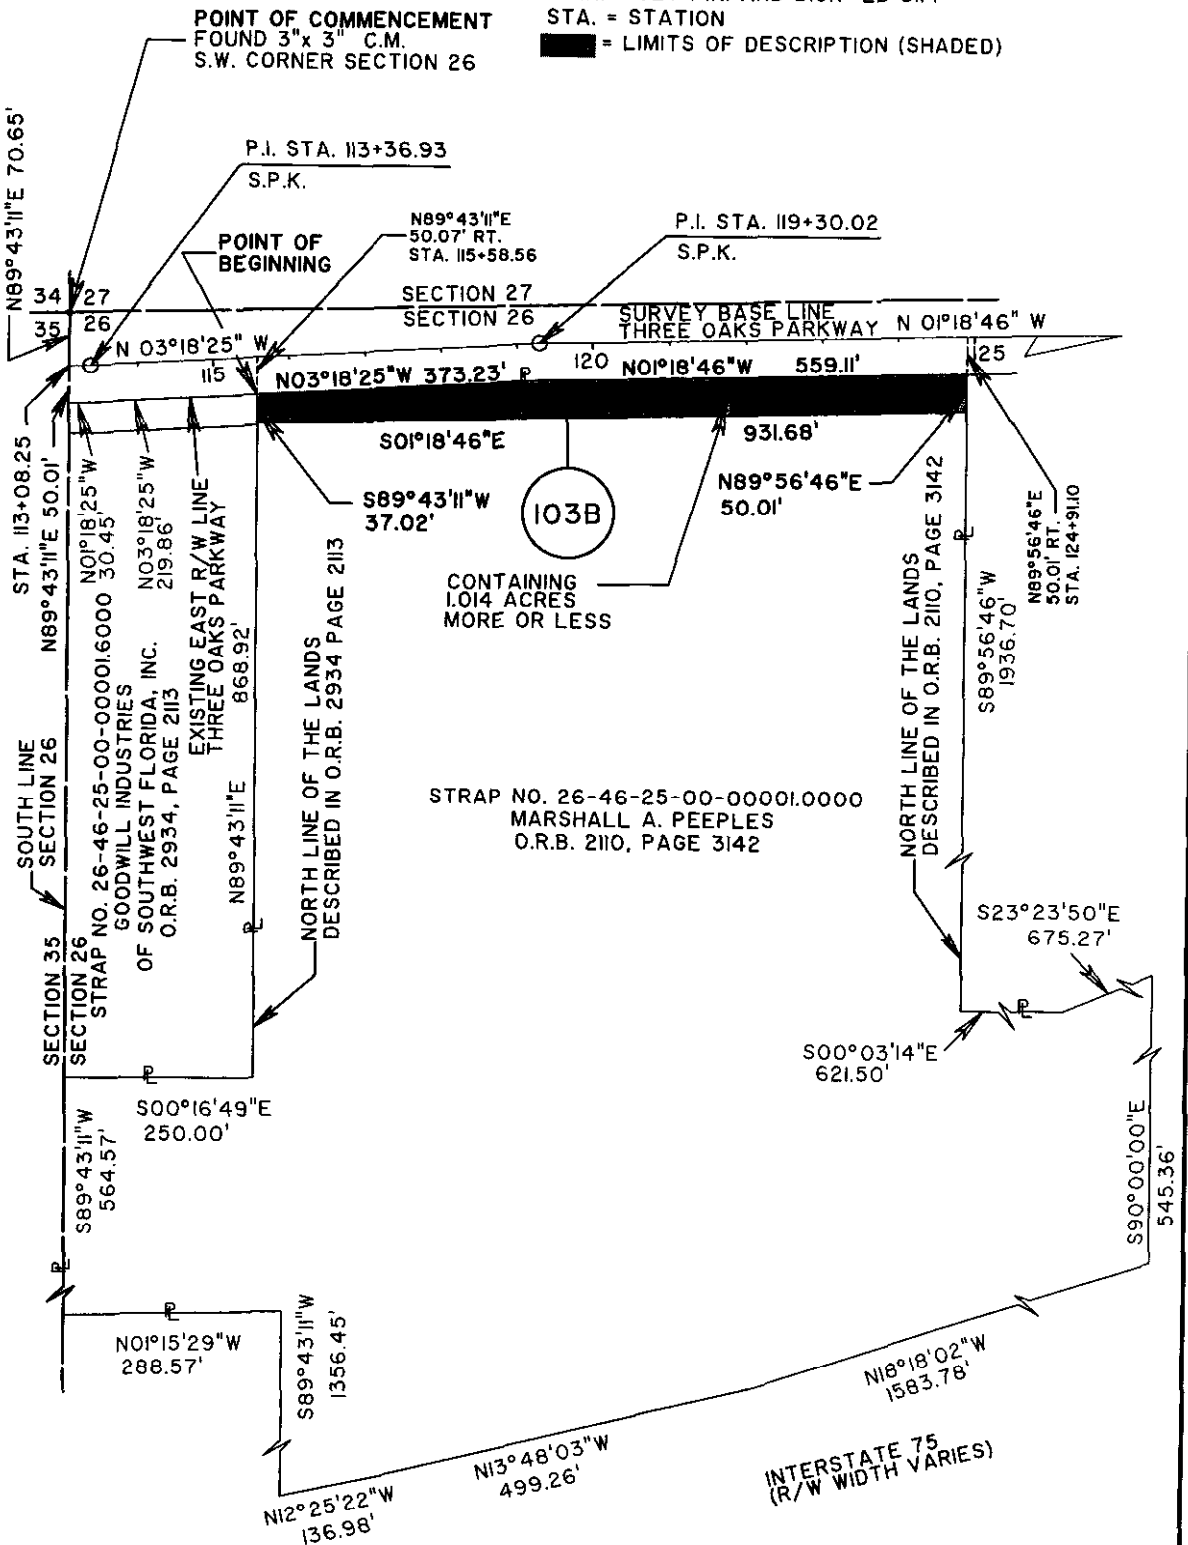 POINT OF COMMENCEMENT
FOUND 3"x 3" C.M.
S.W. CORNER SECTION 26
STA. = STATION
= LIMITS OF DESCRIPTION (SHADED)
N89°43'11"E 70.65'
P.I. STA. 113+36.93
S.P.K.
POINT OF
BEGINNING
N89°43'11"E
50.07' RT.
STA. 115+58.56
P.I. STA. 119+30.02
S.P.K.
34
27
35
26
SECTION 27
SECTION 26
SURVEY BASE LINE
THREE OAKS PARKWAY
N 01°18'46" W
N 03°18'25" W
115
120
125
N03°18'25"W 373.23'
N01°18'46"W 559.11'
S01°18'46"E
931.68'
S89°43'11"W
37.02'
103B
N89°56'46"E
50.01'
CONTAINING
1.014 ACRES
MORE OR LESS
STA. 113+08.25
N89°43'11"E 50.01'
N01°18'25"W
30.45'
N03°18'25"W
219.86'
EXISTING EAST R/W LINE
THREE OAKS PARKWAY
868.92'
N89°43'11"E
NORTH LINE OF THE LANDS
DESCRIBED IN O.R.B. 2934 PAGE 2113
STRAP NO. 26-46-25-00-00001.6000
GOODWILL INDUSTRIES
OF SOUTHWEST FLORIDA, INC.
O.R.B. 2934, PAGE 2113
SOUTH LINE
SECTION 26
SECTION 35
SECTION 26
STRAP NO. 26-46-25-00-00001.0000
MARSHALL A. PEEPLES
O.R.B. 2110, PAGE 3142
NORTH LINE OF THE LANDS
DESCRIBED IN O.R.B. 2110, PAGE 3142
S89°56'46"W
1936.70'
N89°56'46"E
50.01' RT.
STA. 124+91.10
S23°23'50"E
675.27'
S00°03'14"E
621.50'
S90°00'00"E
545.36'
S00°16'49"E
250.00'
S89°43'11"W
564.57'
N01°15'29"W
288.57'
S89°43'11"W
1356.45'
N12°25'22"W
136.98'
N13°48'03"W
499.26'
N18°18'02"W
1583.78'
INTERSTATE 75
(R/W WIDTH VARIES)